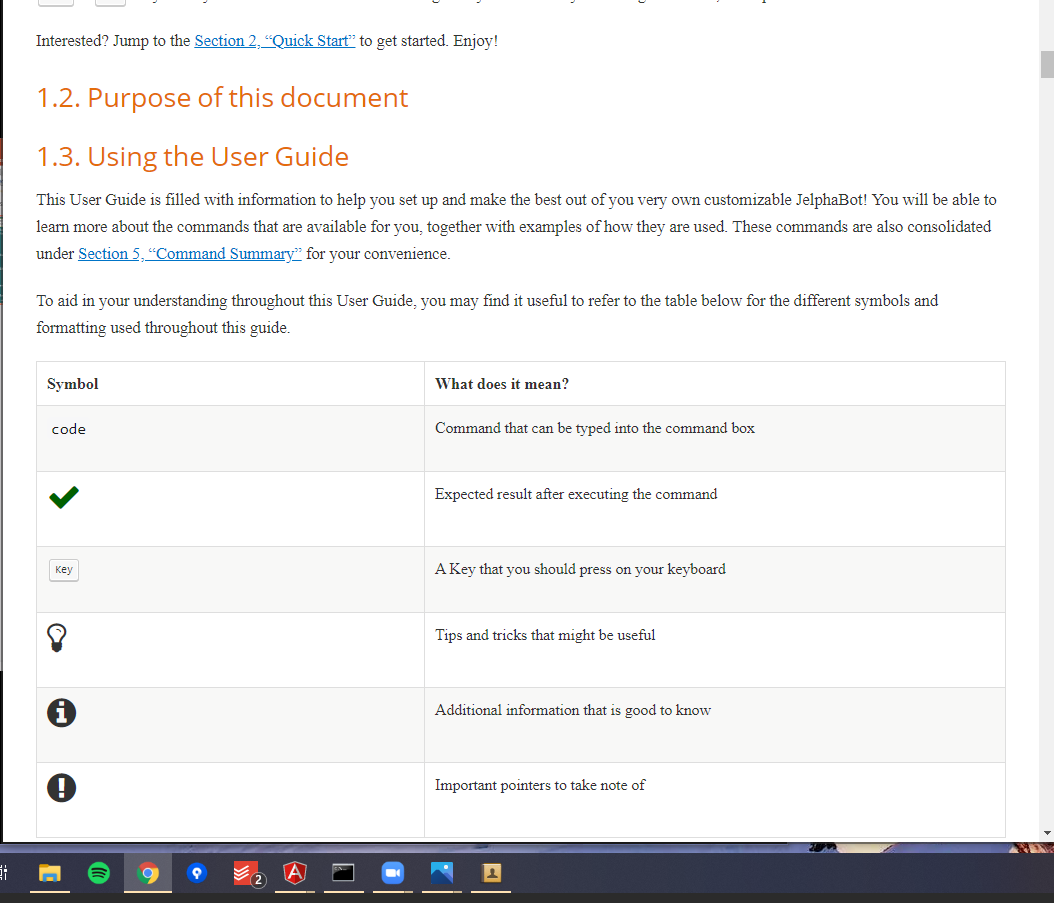 Interested? Jump to the Section 2, “Quick Start” to get started. Enjoy!
1.2. Purpose of this document
1.3. Using the User Guide
This User Guide is filled with information to help you set up and make the best out of you very own customizable JelphaBot! You will be able to
learn more about the commands that are available for you, together with examples of how they are used. These commands are also consolidated
under Section 5, “Command Summary” for your convenience.
To aid in your understanding throughout this User Guide, you may find it useful to refer to the table below for the different symbols and
formatting used throughout this guide.
Symbol What does it mean?
code Command that can be typed into the command box
Expected result after executing the command
Key A Key that you should press on your keyboard
Tips and tricks that might be useful
Additional information that is good to know
Important pointers to take note of
2